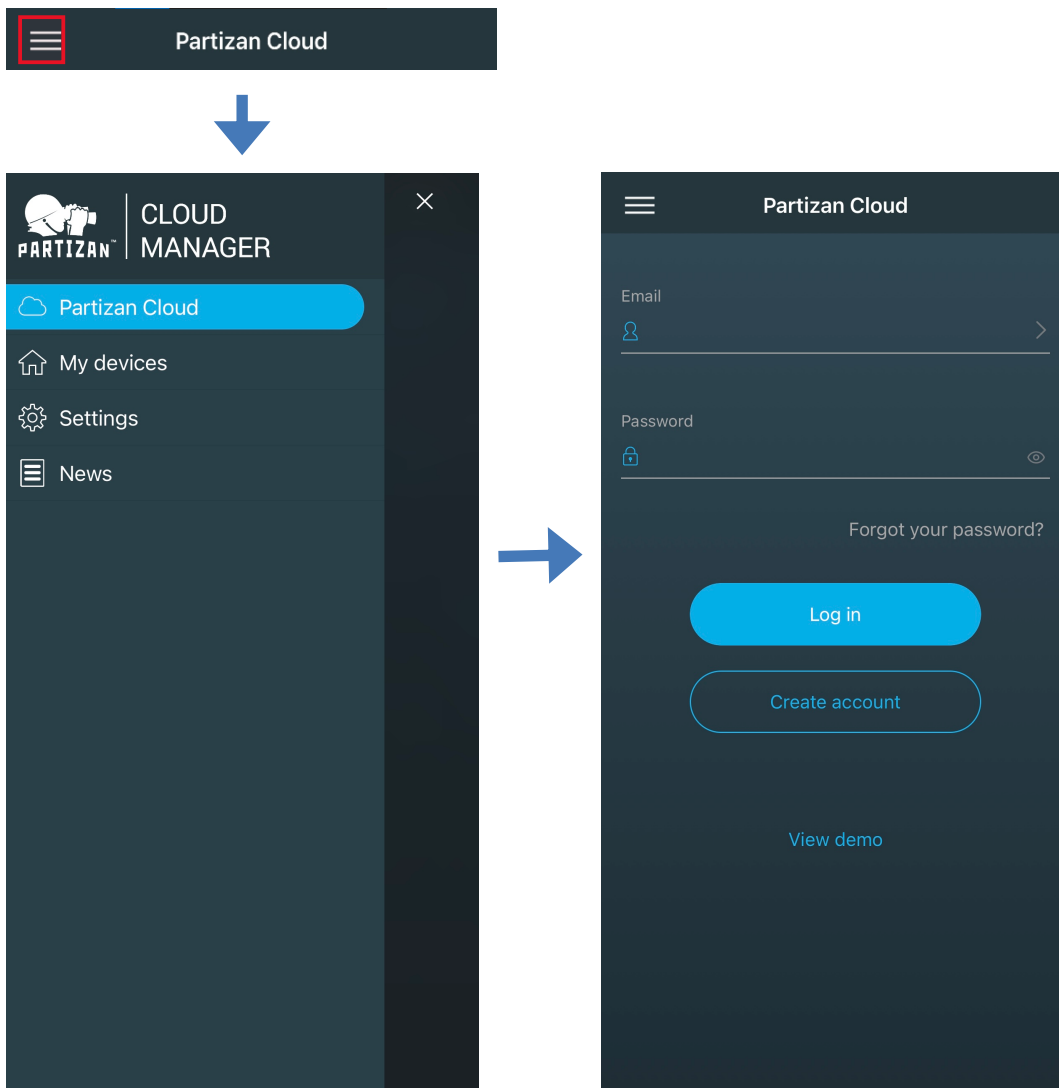 Partizan Cloud
PARTIZAN™
CLOUD
MANAGER
Partizan Cloud
My devices
Settings
News
Partizan Cloud
Email
Password
Forgot your password?
Log in
Create account
View demo